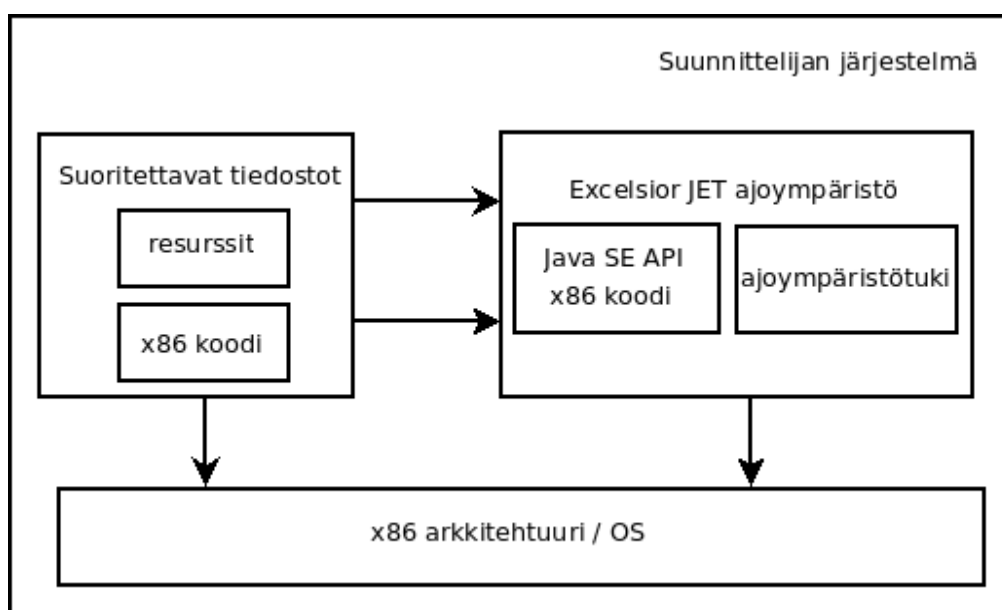 Suunnittelijan järjestelmä
Suoritettavat tiedostot
resurssit
x86 koodi
Excelsior JET ajoympäristö
Java SE API
x86 koodi
ajoympäristötuki
x86 arkkitehtuuri / OS